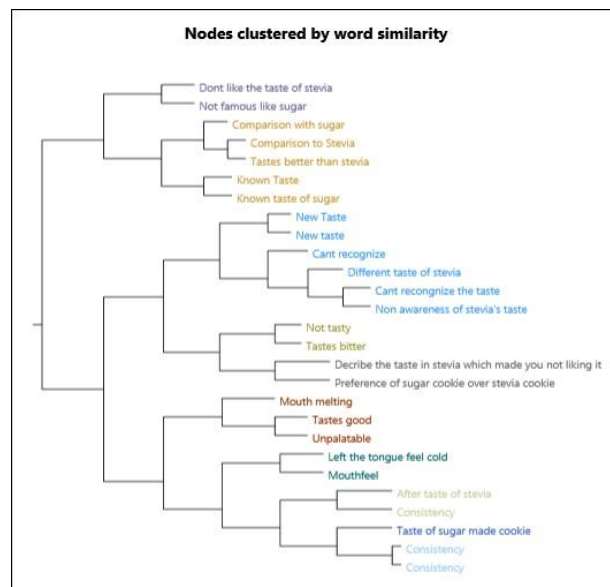 Nodes clustered by word similarity
Dont like the taste of stevia
Not famous like sugar
Comparison with sugar
Comparison to Stevia
Tastes better than stevia
Known Taste
Known taste of sugar
New Taste
New taste
Cant recognize
Different taste of stevia
Cant recongnize the taste
Non awareness of stevia's taste
Not tasty
Tastes bitter
Decribe the taste in stevia which made you not liking it
Preference of sugar cookie over stevia cookie
Mouth melting
Tastes good
Unpalatable
Left the tongue feel cold
Mouthfeel
After taste of stevia
Consistency
Taste of sugar made cookie
Consistency
Consistency